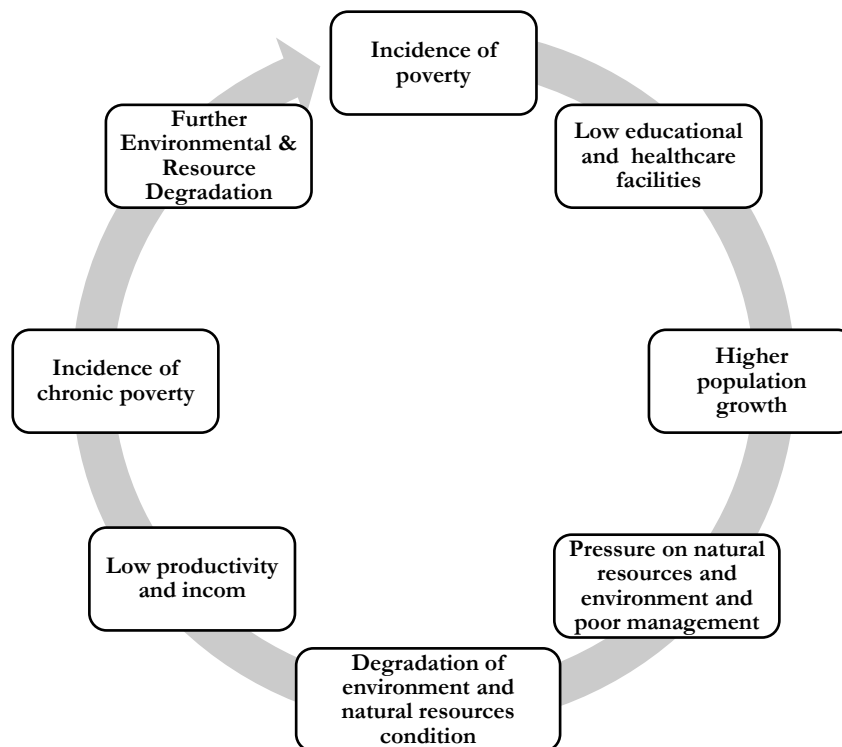 Incidence of
poverty
Low educational
and healthcare
facilities
Higher
population
growth
Pressure on natural
resources and
environment and
poor management
Degradation of
environment and
natural resources
condition
Low productivity
and incom
Incidence of
chronic poverty
Further
Environmental &
Resource
Degradation